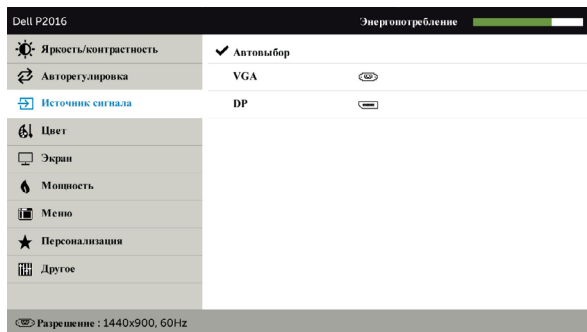 Dell P2016 Энергопотребление
Яркость/контрастность Автовыбор
Авторегулировка VGA
Источник сигнала DP
Цвет
Экран
Мощность
Меню
Персонализация
Другое
Разрешение : 1440x900, 60Hz